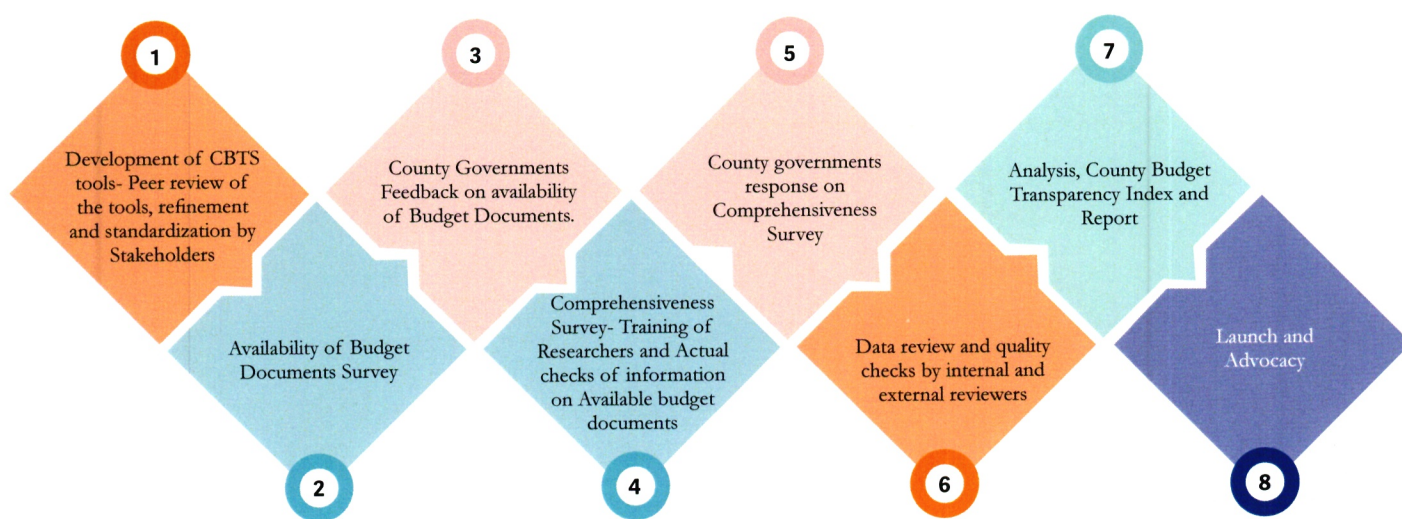 1
Development of CBTS
tools- Peer review of
the tools, refinement
and standardization by
Stakeholders
2
Availability of Budget
Documents Survey
3
County Governments
Feedback on availability
of Budget Documents.
4
Comprehensiveness
Survey- Training of
Researchers and Actual
checks of information
on Available budget
documents
5
County governments
response on
Comprehensiveness
Survey
6
Data review and quality
checks by internal and
external reviewers
7
Analysis, County Budget
Transparency Index and
Report
8
Launch and
Advocacy